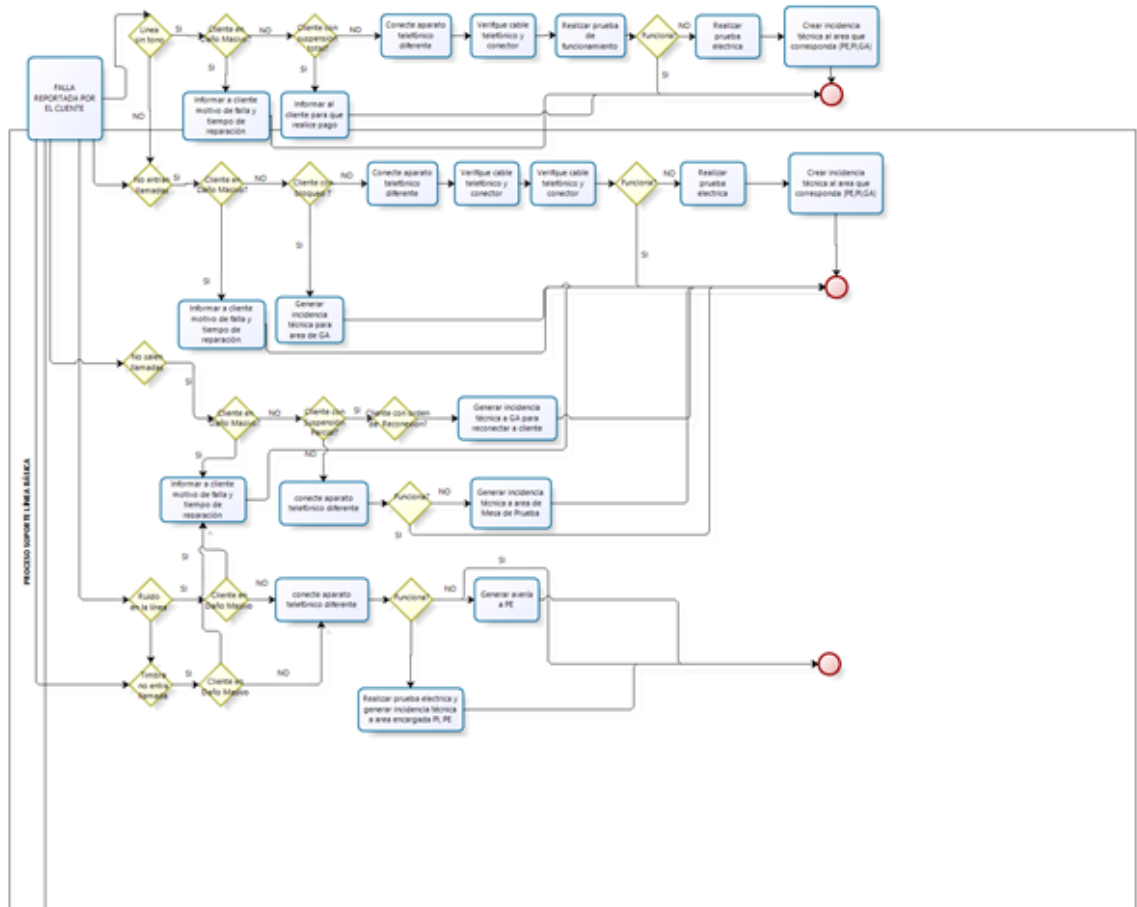 Línea
sin tono
SI
Cliente en
Daño Masivo?
NO
Cliente con
suspensión
total?
NO
Conecte aparato
telefónico
diferente
Verifique cable
telefónico y
conector
Realizar prueba
de
funcionamiento
Funciona?
NO
Realizar
prueba
electrica
Crear incidencia
técnica al area que
corresponda (PE,PI,GA)
SI
SI
SI
FALLA
REPORTADA POR
EL CLIENTE
NO
Informar a cliente
motivo de falla y
tiempo de
reparación
Informar al
cliente para que
realice pago
No entran
llamadas
SI
Cliente en
Daño Masivo?
NO
Cliente con
bloqueo?
NO
Conecte aparato
telefónico
diferente
Verifique cable
telefónico y
conector
Verifique cable
telefónico y
conector
Funciona?
NO
Realizar
prueba
electrica
Crear incidencia
técnica al area que
corresponda (PE,PI,GA)
SI
SI
SI
Informar a cliente
motivo de falla y
tiempo de
reparación
Generar
incidencia
técnica para
area de GA
No salen
llamadas
SI
Cliente en
Daño Masivo?
NO
Cliente con
Suspensión
Parcial?
SI
Cliente con orden
de Reconexion?
Generar incidencia
técnica a GA para
reconectar a cliente
SI
NO
Informar a cliente
motivo de falla y
tiempo de
reparación
conecte aparato
telefónico diferente
Funciona?
NO
Generar incidencia
técnica a area de
Mesa de Prueba
SI
PROCESO SOPORTE LÍNEA BÁSICA
SI
Ruido
en la línea
SI
Cliente en
Daño Masivo
NO
conecte aparato
telefónico diferente
Funciona?
NO
SI
Generar avería
a PE
Timbra
no entra
llamada
SI
Cliente en
Daño Masivo
NO
Realizar prueba electrica y
generar incidencia técnica
a area encargada PI, PE